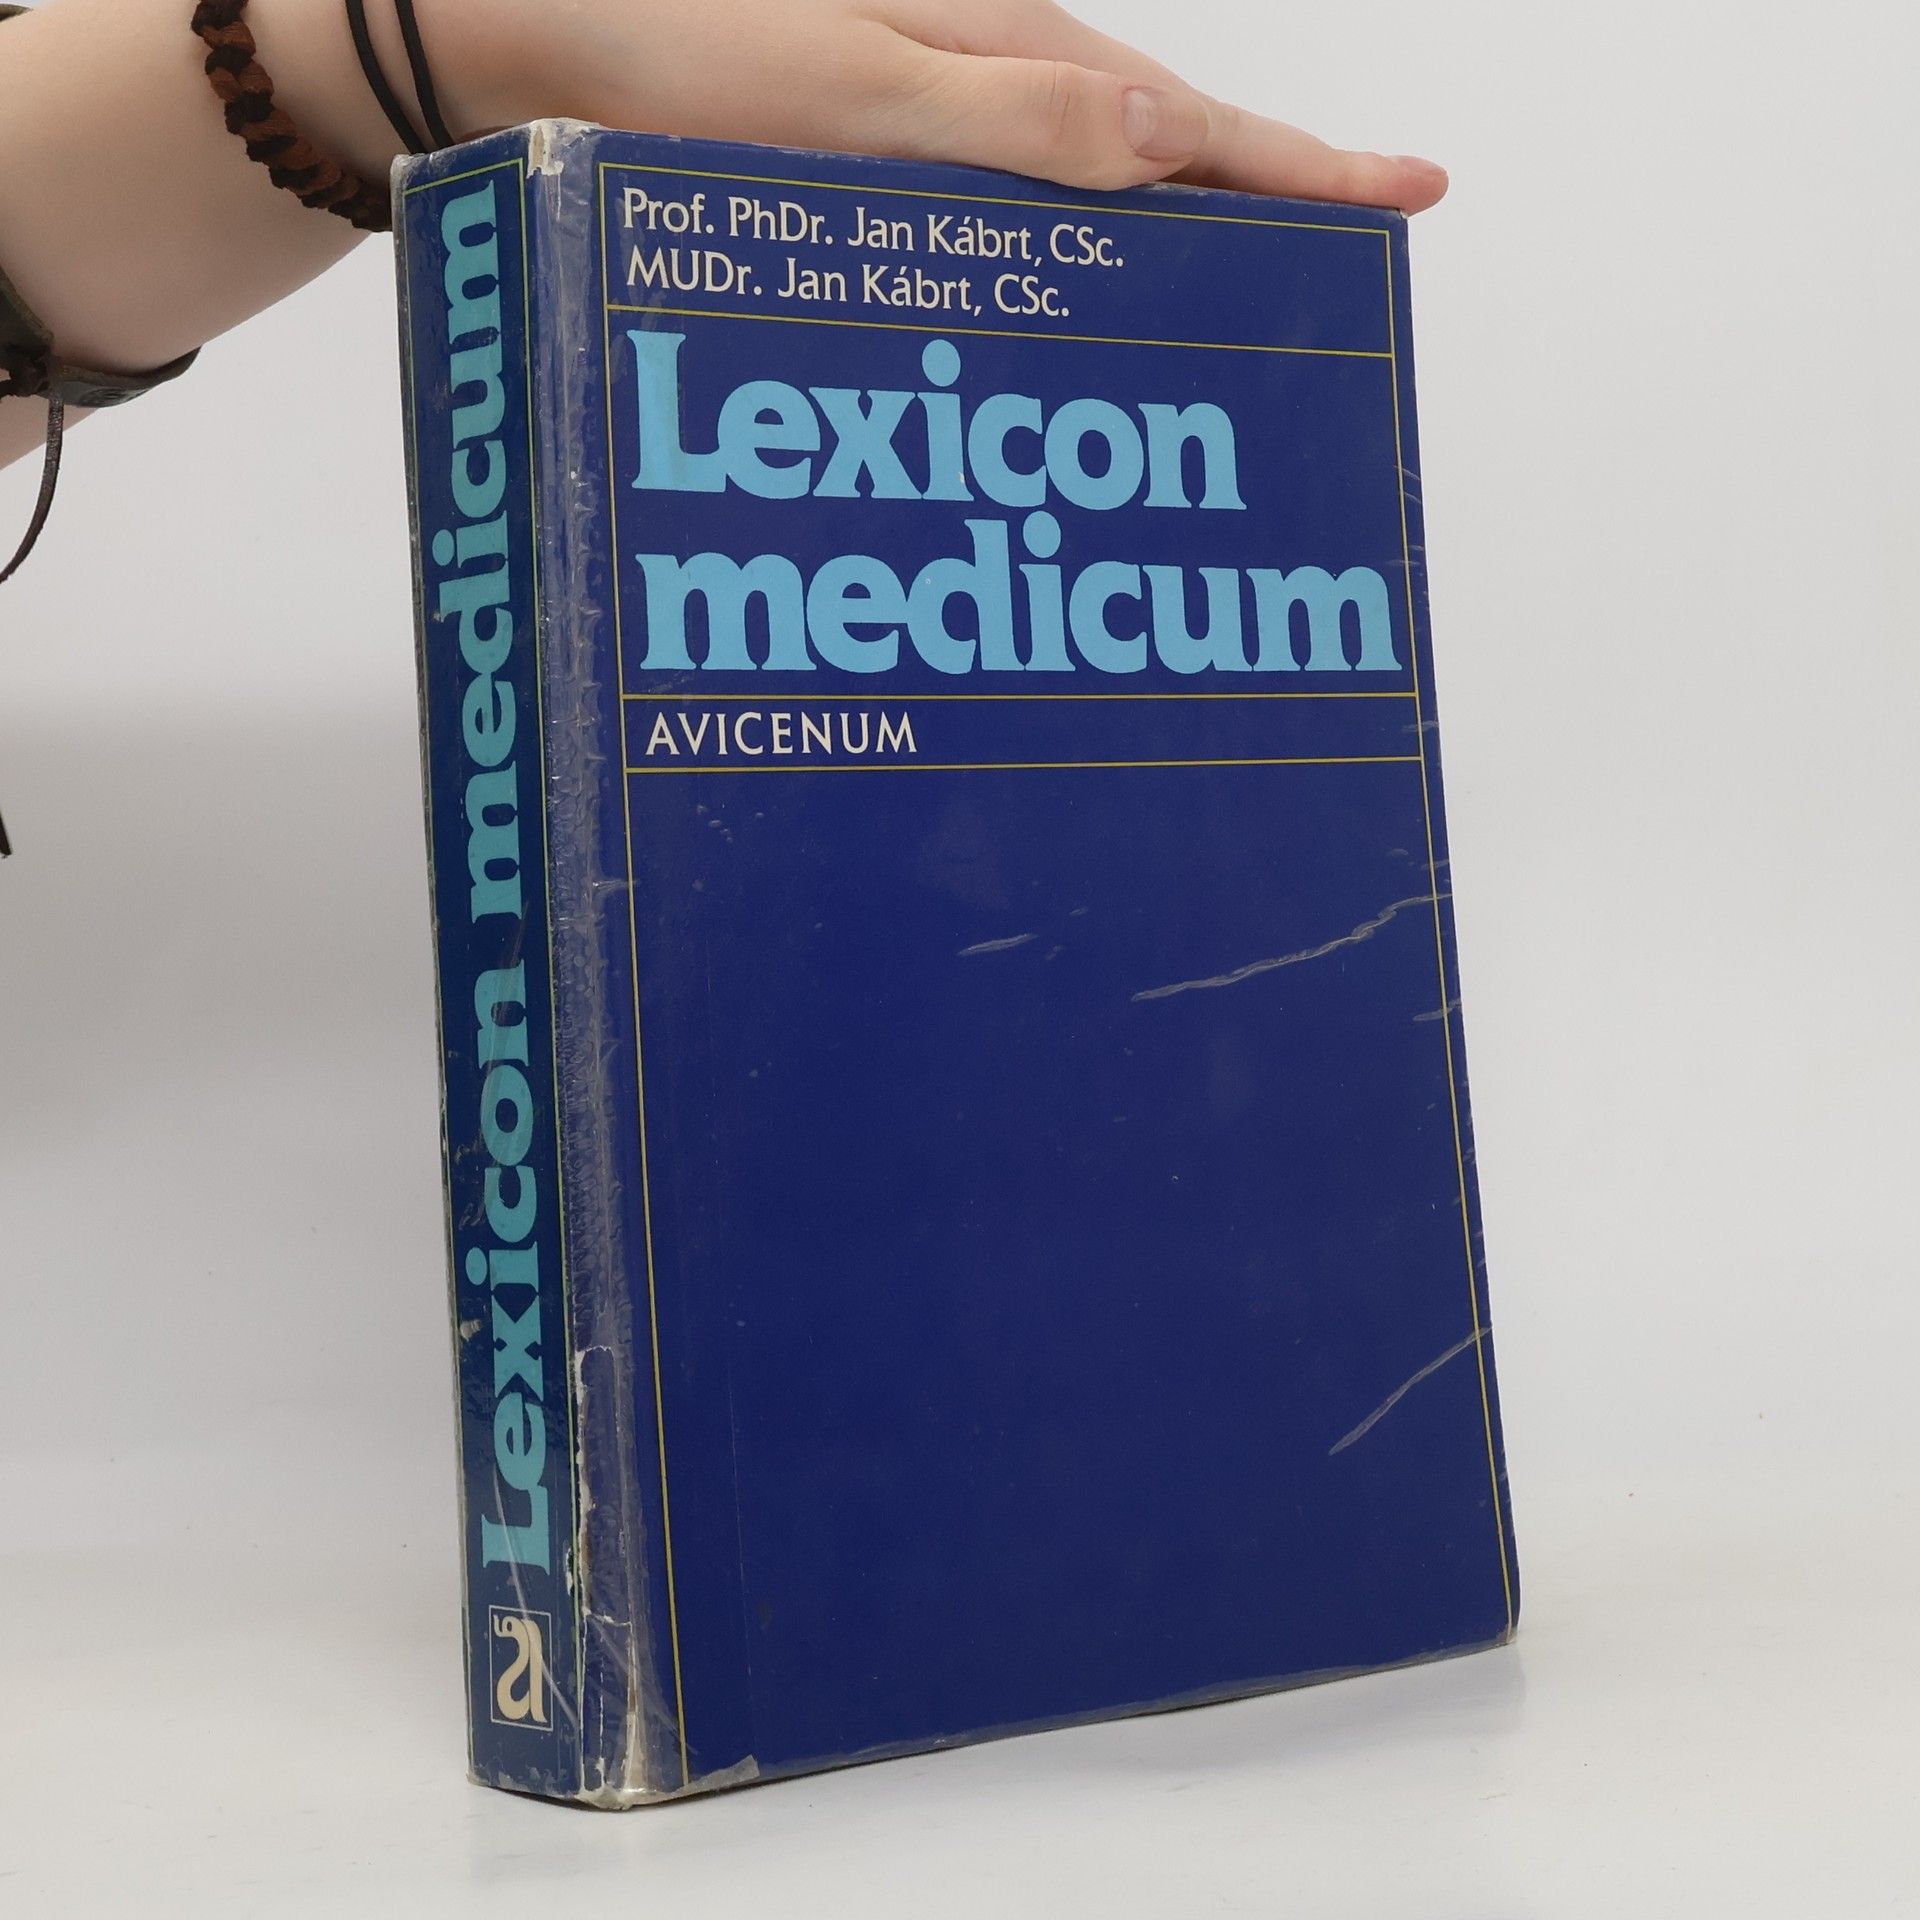 Prof. PhDr. Jan Kábrt, CSc.
MUDr. Jan Kábrt, CSc.
Lexicon
medicum
AVICENUM
Lexicon medicum
a